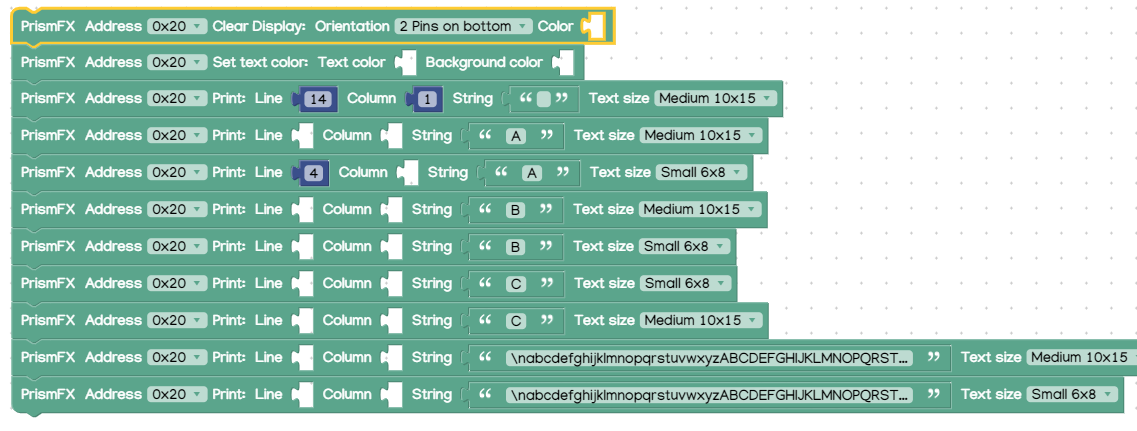 PrismFX Address 0x20 Clear Display: Orientation 2 Pins on bottom Color
PrismFX Address 0x20 Set text color: Text color Background color
PrismFX Address 0x20 Print: Line 14 Column 1 String “ ” Text size Medium 10x15
PrismFX Address 0x20 Print: Line Column String “ A ” Text size Medium 10x15
PrismFX Address 0x20 Print: Line 4 Column String “ A ” Text size Small 6x8
PrismFX Address 0x20 Print: Line Column String “ B ” Text size Medium 10x15
PrismFX Address 0x20 Print: Line Column String “ B ” Text size Small 6x8
PrismFX Address 0x20 Print: Line Column String “ C ” Text size Small 6x8
PrismFX Address 0x20 Print: Line Column String “ C ” Text size Medium 10x15
PrismFX Address 0x20 Print: Line Column String “ \nabcdefghijklmnopqrstuvwxyzABCDEFGHIJKLMNOPQRST... ” Text size Medium 10x15
PrismFX Address 0x20 Print: Line Column String “ \nabcdefghijklmnopqrstuvwxyzABCDEFGHIJKLMNOPQRST... ” Text size Small 6x8